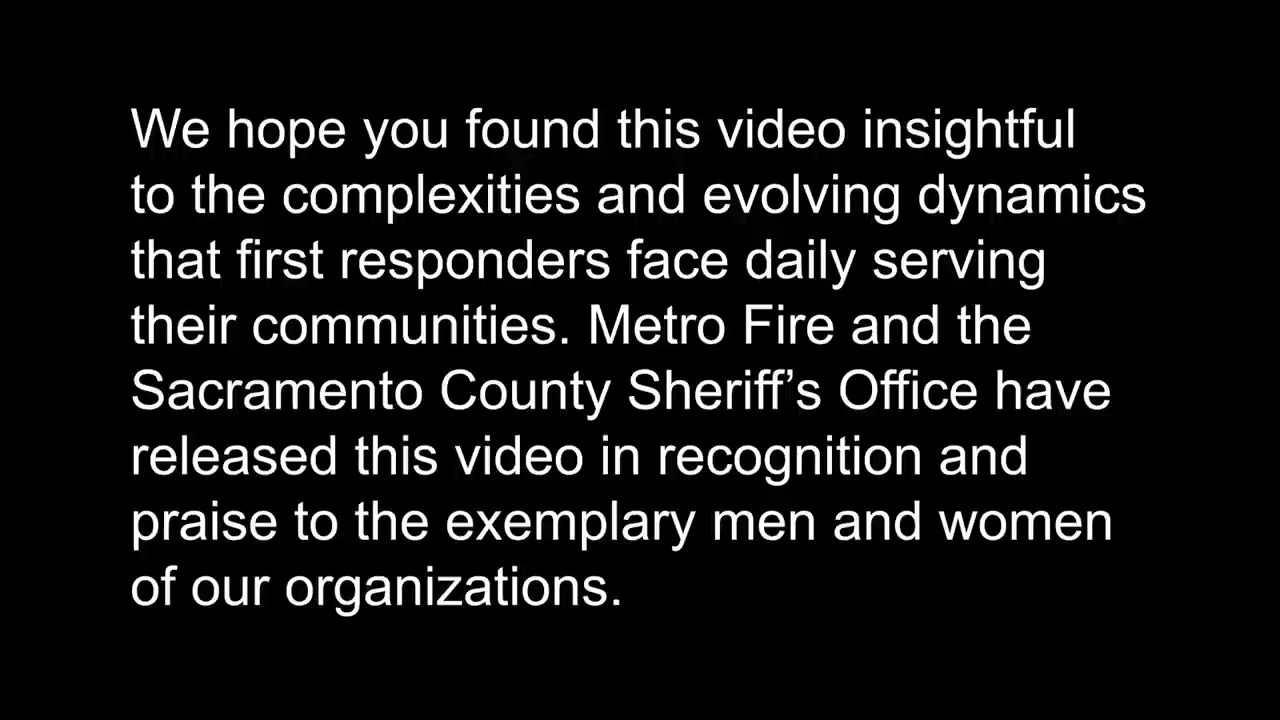 We hope you found this video insightful
to the complexities and evolving dynamics
that first responders face daily serving
their communities. Metro Fire and the
Sacramento County Sheriff’s Office have
released this video in recognition and
praise to the exemplary men and women
of our organizations.